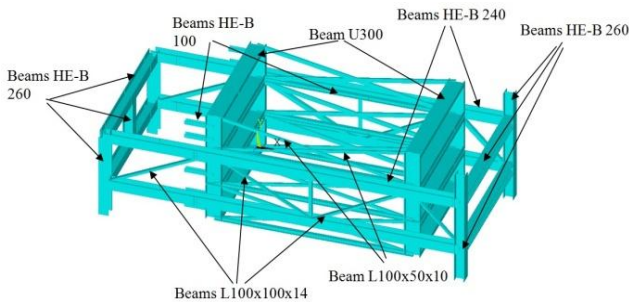 Beams HE-B 240
Beams HE-B
100
Beam U300
Beams HE-B 260
Beams HE-B
260
X
Beam L100x50x10
Beams L100x100x14